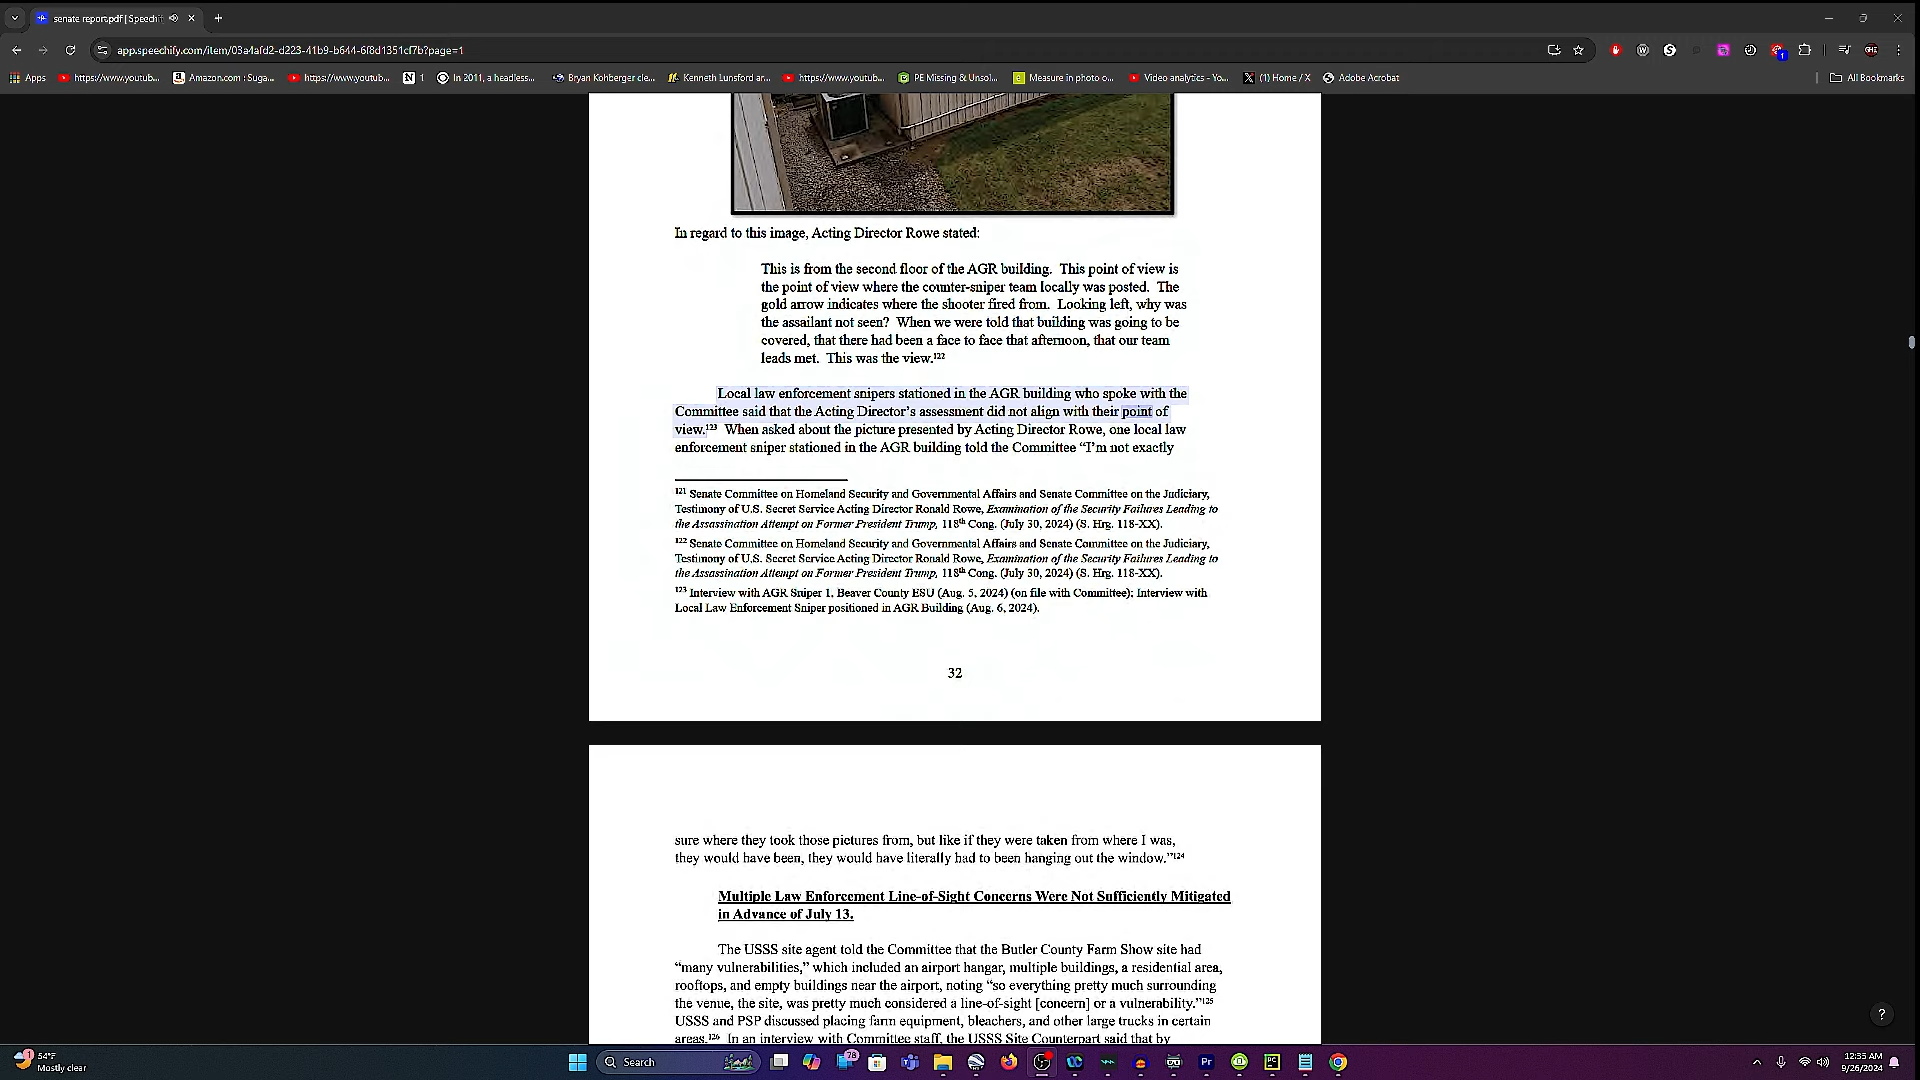 senate report.pdf | Speechif
app.speechify.com/item/03a4afd2-d223-41b9-b644-6f8d1351cf7b?page=1
Apps
https://www.youtub...
Amazon.com : Suga...
https://www.youtub...
1
In 2011, a headless...
Bryan Kohberger cle...
Kenneth Lunsford ar...
https://www.youtub...
PE Missing & Unsol...
Measure in photo o...
Video analytics - Yo...
(1) Home / X
Adobe Acrobat
All Bookmarks
In regard to this image, Acting Director Rowe stated:
This is from the second floor of the AGR building. This point of view is
the point of view where the counter-sniper team locally was posted. The
gold arrow indicates where the shooter fired from. Looking left, why was
the assailant not seen? When we were told that building was going to be
covered, that there had been a face to face that afternoon, that our team
leads met. This was the view.122
Local law enforcement snipers stationed in the AGR building who spoke with the
Committee said that the Acting Director's assessment did not align with their point of
view.123 When asked about the picture presented by Acting Director Rowe, one local law
enforcement sniper stationed in the AGR building told the Committee “I'm not exactly
121 Senate Committee on Homeland Security and Governmental Affairs and Senate Committee on the Judiciary,
Testimony of U.S. Secret Service Acting Director Ronald Rowe, Examination of the Security Failures Leading to
the Assassination Attempt on Former President Trump, 118th Cong. (July 30, 2024) (S. Hrg. 118-XX).
122 Senate Committee on Homeland Security and Governmental Affairs and Senate Committee on the Judiciary,
Testimony of U.S. Secret Service Acting Director Ronald Rowe, Examination of the Security Failures Leading to
the Assassination Attempt on Former President Trump, 118th Cong. (July 30, 2024) (S. Hrg. 118-XX).
123 Interview with AGR Sniper 1, Beaver County ESU (Aug. 5, 2024) (on file with Committee); Interview with
Local Law Enforcement Sniper positioned in AGR Building (Aug. 6, 2024).
32
sure where they took those pictures from, but like if they were taken from where I was,
they would have been, they would have literally had to been hanging out the window.”124
Multiple Law Enforcement Line-of-Sight Concerns Were Not Sufficiently Mitigated
in Advance of July 13.
The USSS site agent told the Committee that the Butler County Farm Show site had
“many vulnerabilities,” which included an airport hangar, multiple buildings, a residential area,
rooftops, and empty buildings near the airport, noting “so everything pretty much surrounding
the venue, the site, was pretty much considered a line-of-sight [concern] or a vulnerability.”125
USSS and PSP discussed placing farm equipment, bleachers, and other large trucks in certain
areas.126 In an interview with Committee staff, the USSS Site Counterpart said that by
?
54°F
Mostly clear
Search
12:35 AM
9/26/2024